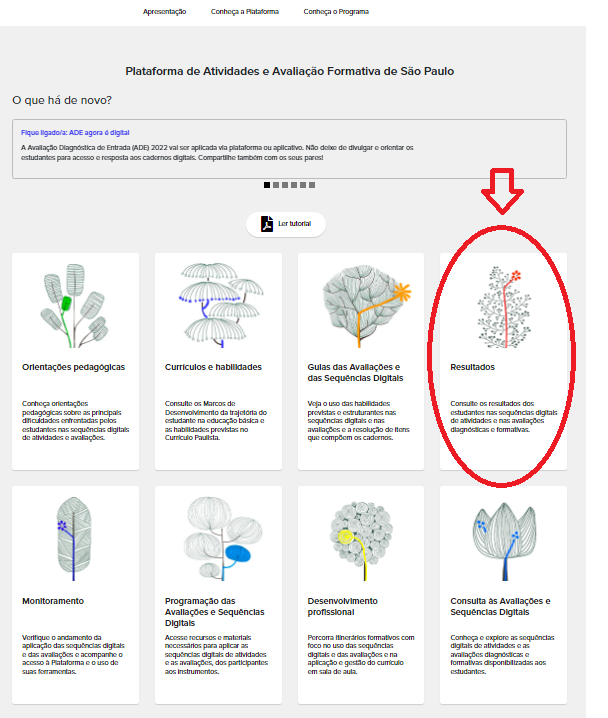 Apresentação Conheça a Plataforma Conheça o Programa
Plataforma de Atividades e Avaliação Formativa de São Paulo
O que há de novo?
Fique ligado/a: ADE agora é digital
A Avaliação Diagnóstica de Entrada (ADE) 2022 vai ser aplicada via plataforma ou aplicativo. Não deixe de divulgar e orientar os
estudantes para acesso e resposta aos cadernos digitais. Compartilhe também com os seus pares!
Ler tutorial
Orientações pedagógicas
Conheça orientações
pedagógicas sobre as principais
dificuldades enfrentadas pelos
estudantes nas sequências digitais
de atividades e avaliações.
Currículos e habilidades
Consulte os Marcos de
Desenvolvimento da trajetória do
estudante na educação básica e
as habilidades previstas no
Currículo Paulista.
Guias das Avaliações e
das Sequências Digitais
Veja o uso das habilidades
previstas e estruturantes nas
sequências digitais e nas
avaliações e a resolução de itens
que compõem os cadernos.
Resultados
Consulte os resultados dos
estudantes nas sequências digitais
de atividades e nas avaliações
diagnósticas e formativas.
Monitoramento
Verifique o andamento da
aplicação das sequências digitais
e das avaliações e acompanhe o
acesso à Plataforma e o uso de
suas ferramentas.
Programação das
Avaliações e Sequências
Digitais
Acesse recursos e materiais
necessários para aplicar as
sequências digitais de atividades
e as avaliações, dos participantes
aos instrumentos.
Desenvolvimento
profissional
Percorra itinerários formativos com
foco no uso das sequências
digitais e das avaliações e na
aplicação e gestão do currículo
em sala de aula.
Consulta às Avaliações e
Sequências Digitais
Conheça e explore as sequências
digitais de atividades e as
avaliações diagnósticas e
formativas disponibilizadas aos
estudantes.